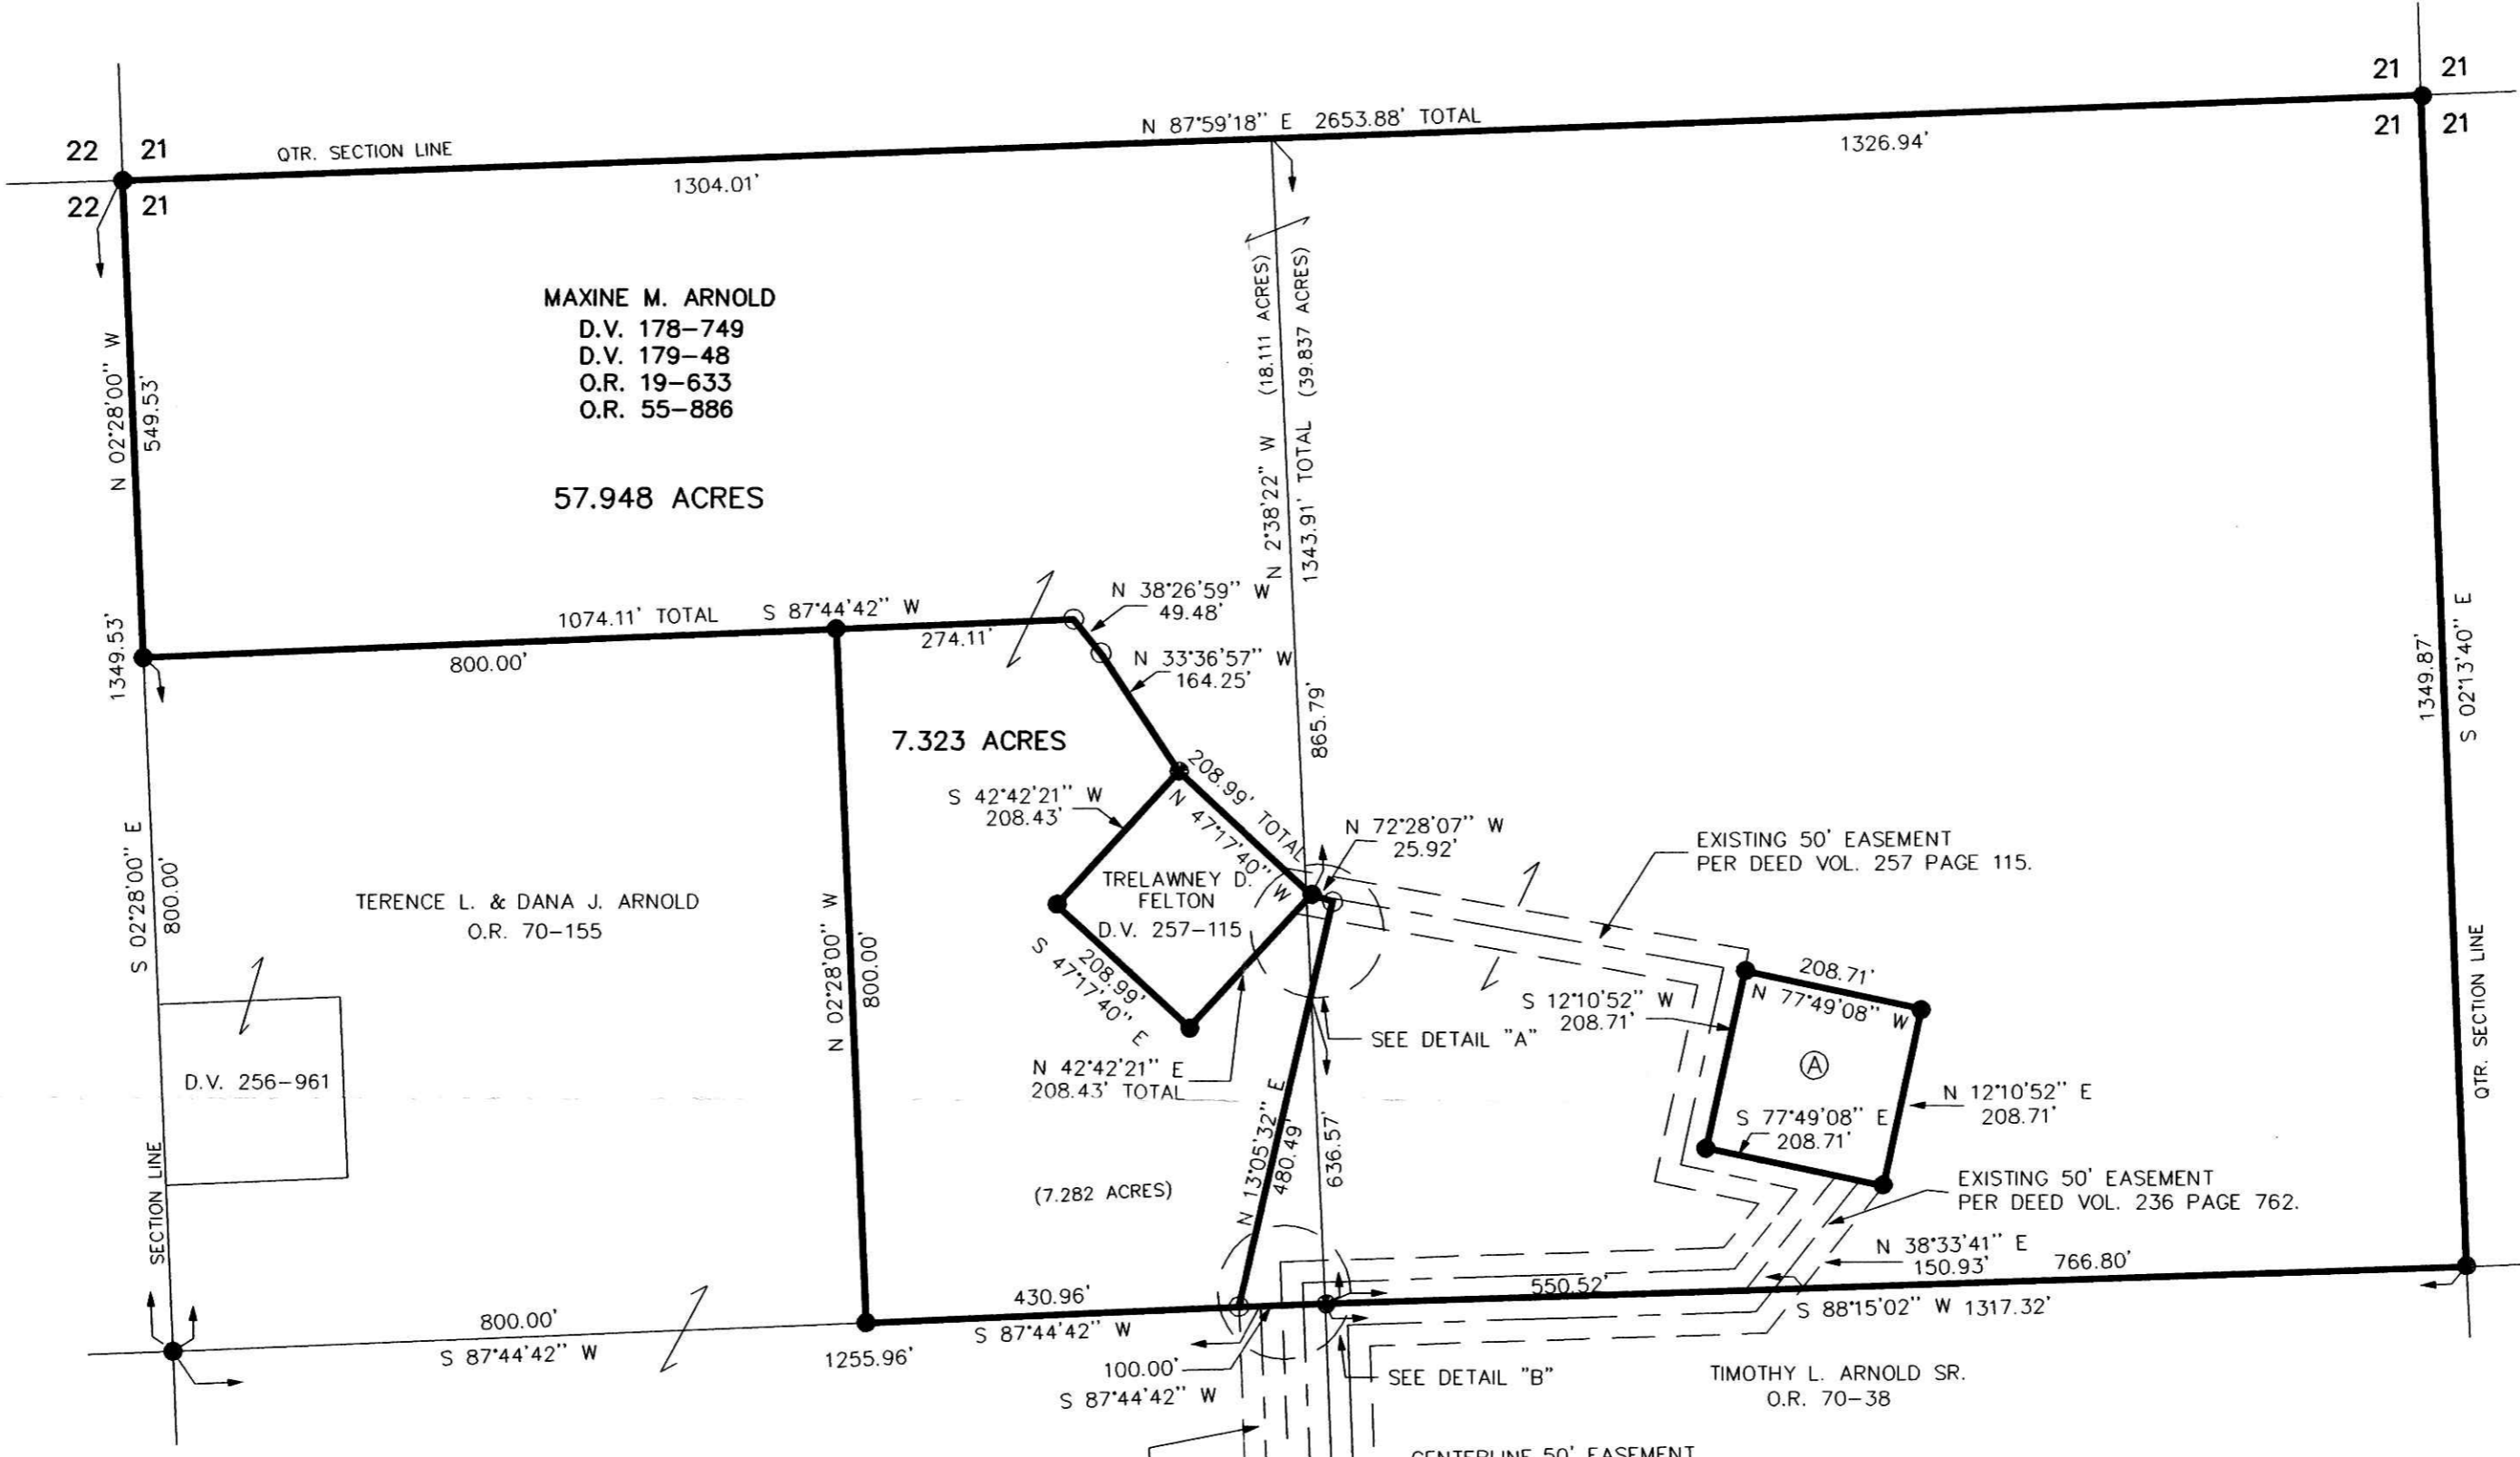 21 21
21 21
N 87°59'18" E 2653.88' TOTAL
1326.94'
22 21
QTR. SECTION LINE
1304.01'
22 21
MAXINE M. ARNOLD
D.V. 178-749
D.V. 179-48
O.R. 19-633
O.R. 55-886
57.948 ACRES
N 02°28'00" W
549.53'
1349.53'
N 2°38'22" W (18.111 ACRES)
1343.91' TOTAL (39.837 ACRES)
865.79'
1349.87'
S 02°13'40" E
QTR. SECTION LINE
N 38°26'59" W
49.48'
1074.11' TOTAL S 87°44'42" W
274.11'
800.00'
N 33°36'57" W
164.25'
7.323 ACRES
208.99' TOTAL
N 47°17'40" W
S 42°42'21" W
208.43'
N 72°28'07" W
25.92'
EXISTING 50' EASEMENT
PER DEED VOL. 257 PAGE 115.
TRELAWNEY D.
FELTON
D.V. 257-115
208.99'
S 47°17'40" E
TERENCE L. & DANA J. ARNOLD
O.R. 70-155
S 02°28'00" E
800.00'
N 02°28'00" W
800.00'
208.71'
N 77°49'08" W
S 12°10'52" W
208.71'
SEE DETAIL "A"
N 42°42'21" E
208.43' TOTAL
A
N 12°10'52" E
208.71'
S 77°49'08" E
208.71'
D.V. 256-961
SECTION LINE
(7.282 ACRES)
N 13°05'32" E
480.49'
636.57'
EXISTING 50' EASEMENT
PER DEED VOL. 236 PAGE 762.
N 38°33'41" E
150.93'
766.80'
550.52'
S 88°15'02" W 1317.32'
430.96'
S 87°44'42" W
800.00'
S 87°44'42" W
1255.96'
100.00'
S 87°44'42" W
SEE DETAIL "B"
TIMOTHY L. ARNOLD SR.
O.R. 70-38
CENTERLINE 50' EASEMENT